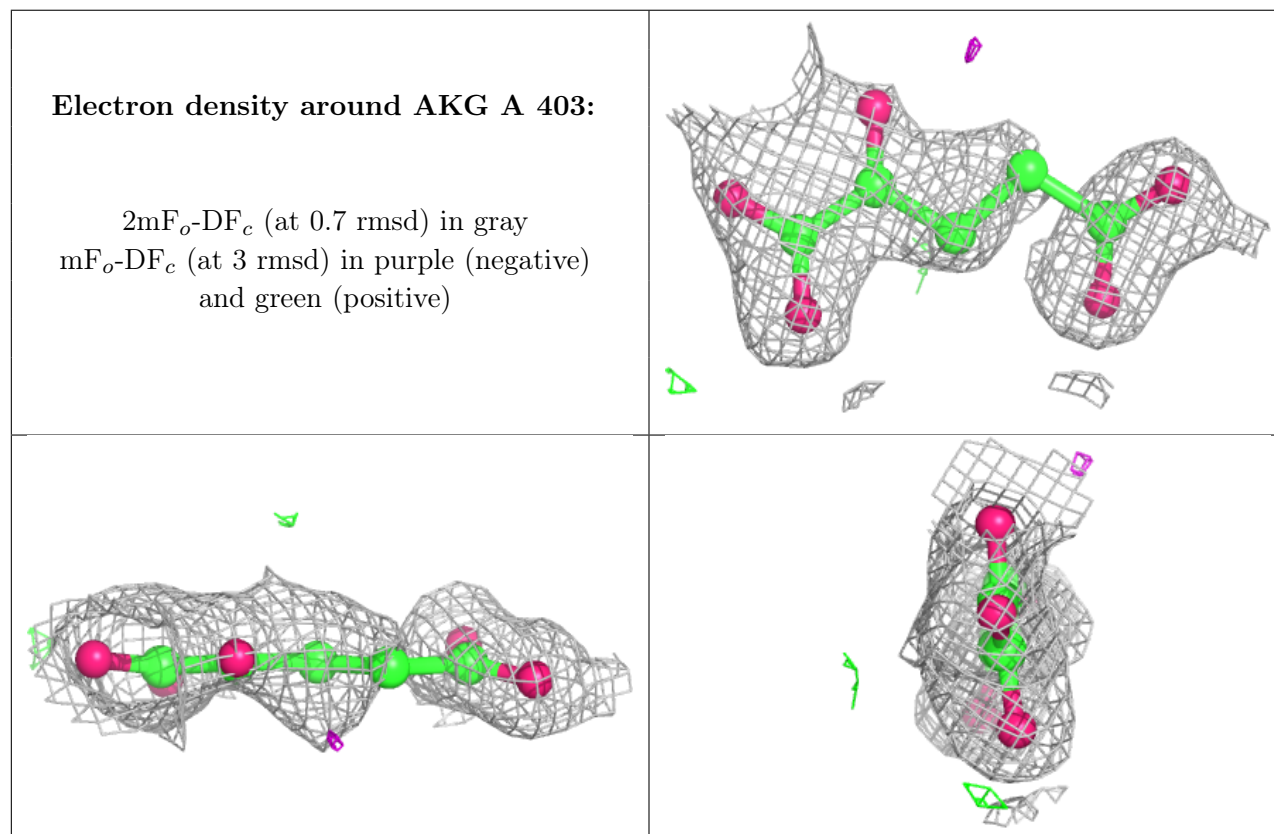 Electron density around AKG A 403:
2mFo-DFc (at 0.7 rmsd) in gray
mFo-DFc (at 3 rmsd) in purple (negative)
and green (positive)